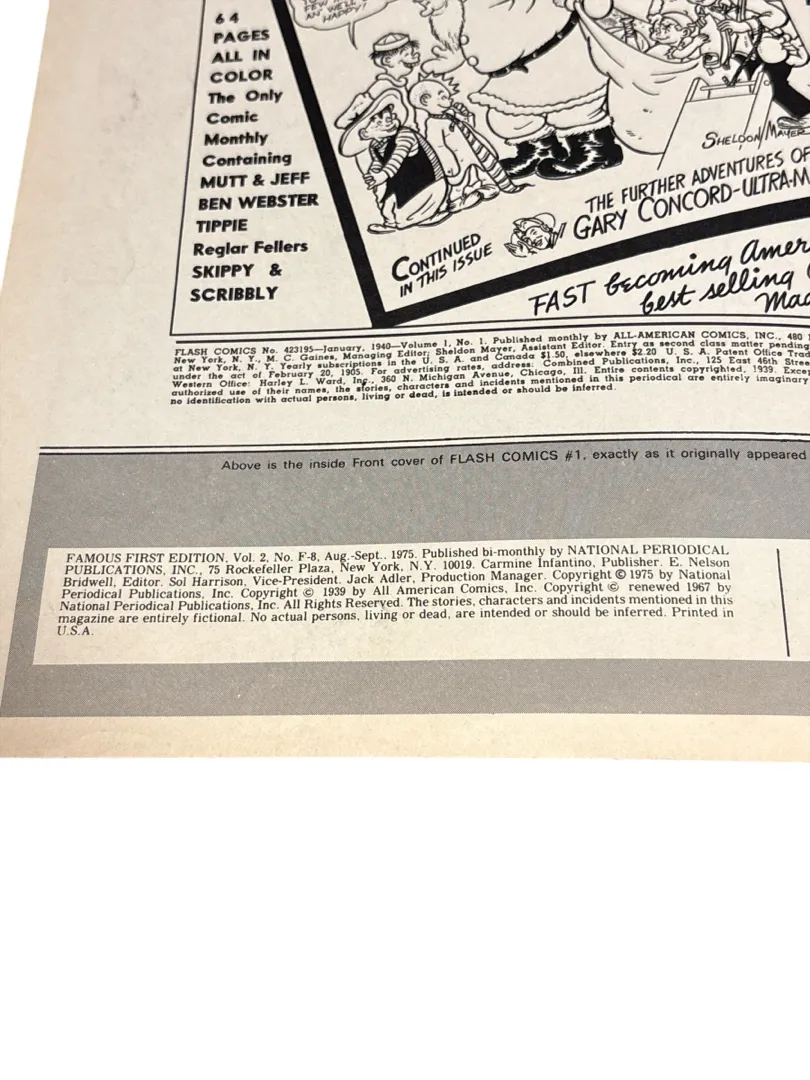 FEW
AN' WE'LL
HAPPY!
64
PAGES
ALL IN
COLOR
The Only
Comic
Monthly
Containing
MUTT & JEFF
BEN WEBSTER
TIPPIE
Reglar Fellers
SKIPPY &
SCRIBBLY
SHELDON MAYER
THE FURTHER ADVENTURES OF
GARY CONCORD-ULTRA-M
CONTINUED
IN THIS ISSUE
FAST becoming Amer
best selling
Mag
FLASH COMICS No. 423195—January, 1940—Volume 1, No. 1. Published monthly by ALL-AMERICAN COMICS, INC., 480
New York, N. Y., M. C. Gaines, Managing Editor; Sheldon Mayer, Assistant Editor. Entry as second class matter pending
at New York, N. Y. Yearly subscriptions in the U. S. A. and Canada $1.50, elsewhere $2.20 U. S. A. Patent Office Trad
under the act of February 20, 1905. For advertising rates, address: Combined Publications, Inc., 125 East 46th Stree
Western Office: Harley L. Ward, Inc., 360 N. Michigan Avenue, Chicago, Ill. Entire contents copyrighted, 1939. Excep
authorized use of their names, the stories, characters and incidents mentioned in this periodical are entirely imaginary
no identification with actual persons, living or dead, is intended or should be inferred.
Above is the inside Front cover of FLASH COMICS #1, exactly as it originally appeared
FAMOUS FIRST EDITION, Vol. 2, No. F-8, Aug.-Sept.. 1975. Published bi-monthly by NATIONAL PERIODICAL
PUBLICATIONS, INC., 75 Rockefeller Plaza, New York, N.Y. 10019. Carmine Infantino, Publisher. E. Nelson
Bridwell, Editor. Sol Harrison, Vice-President. Jack Adler, Production Manager. Copyright © 1975 by National
Periodical Publications, Inc. Copyright © 1939 by All American Comics, Inc. Copyright © renewed 1967 by
National Periodical Publications, Inc. All Rights Reserved. The stories, characters and incidents mentioned in this
magazine are entirely fictional. No actual persons, living or dead, are intended or should be inferred. Printed in
U.S.A.